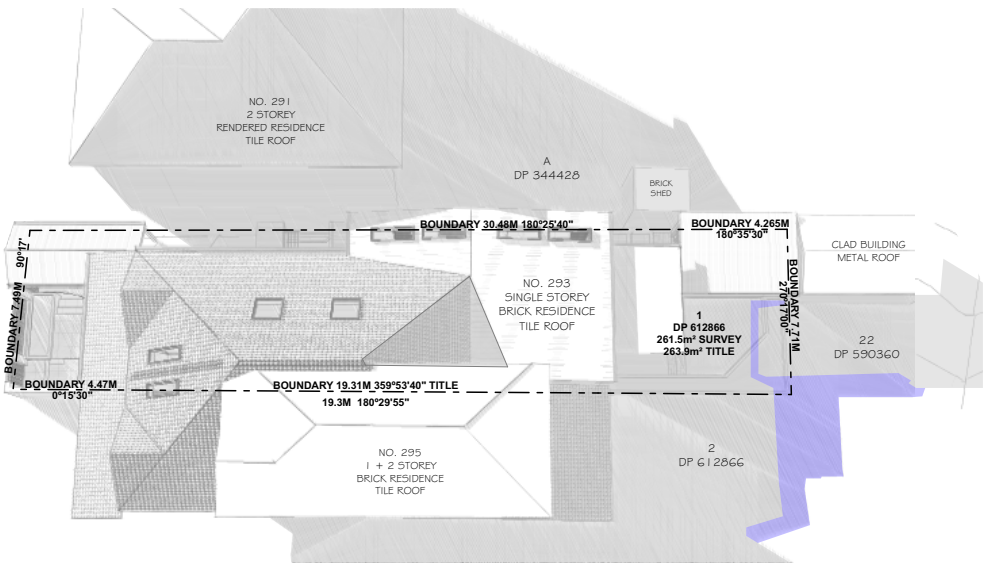 NO. 291
2 STOREY
RENDERED RESIDENCE
TILE ROOF
A
DP 344428
BRICK
SHED
BOUNDARY 30.48M 180°25'40"
BOUNDARY 4.265M
180°35'30"
CLAD BUILDING
METAL ROOF
90°17'
BOUNDARY 7.49M
NO. 293
SINGLE STOREY
BRICK RESIDENCE
TILE ROOF
BOUNDARY 7.71M
270°17'00"
1
DP 612866
261.5m² SURVEY
263.9m² TITLE
22
DP 590360
BOUNDARY 4.47M
0°15'30"
BOUNDARY 19.31M 359°53'40" TITLE
19.3M 180°29'55"
NO. 295
1 + 2 STOREY
BRICK RESIDENCE
TILE ROOF
2
DP 612866